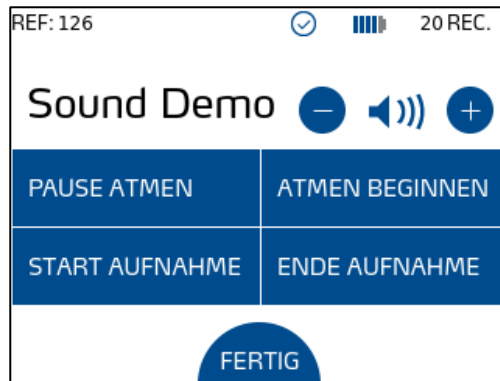 REF: 126 20 REC.
Sound Demo
PAUSE ATMEN ATMEN BEGINNEN
START AUFNAHME ENDE AUFNAHME
FERTIG